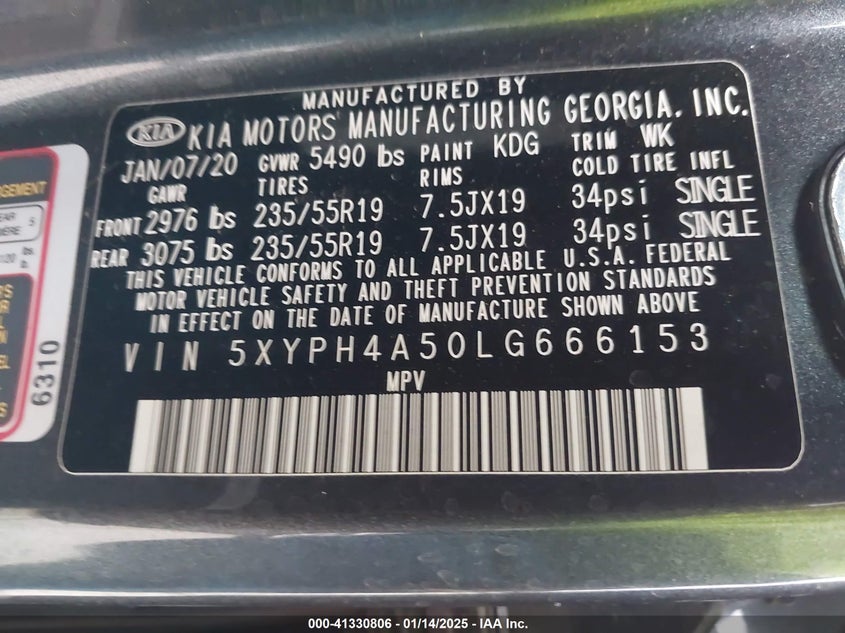 MANUFACTURED BY
KIA KIA MOTORS MANUFACTURING GEORGIA, INC.
JAN/07/20 GVWR 5490 lbs PAINT KDG TRIM WK
GAWR TIRES RIMS COLD TIRE INFL
FRONT 2976 lbs 235/55R19 7.5JX19 34psi SINGLE
REAR 3075 lbs 235/55R19 7.5JX19 34psi SINGLE
THIS VEHICLE CONFORMS TO ALL APPLICABLE U.S.A. FEDERAL
MOTOR VEHICLE SAFETY AND THEFT PREVENTION STANDARDS
IN EFFECT ON THE DATE OF MANUFACTURE SHOWN ABOVE
VIN 5XYPH4A50LG666153
MPV
6310
000-41330806 - 01/14/2025 - IAA Inc.